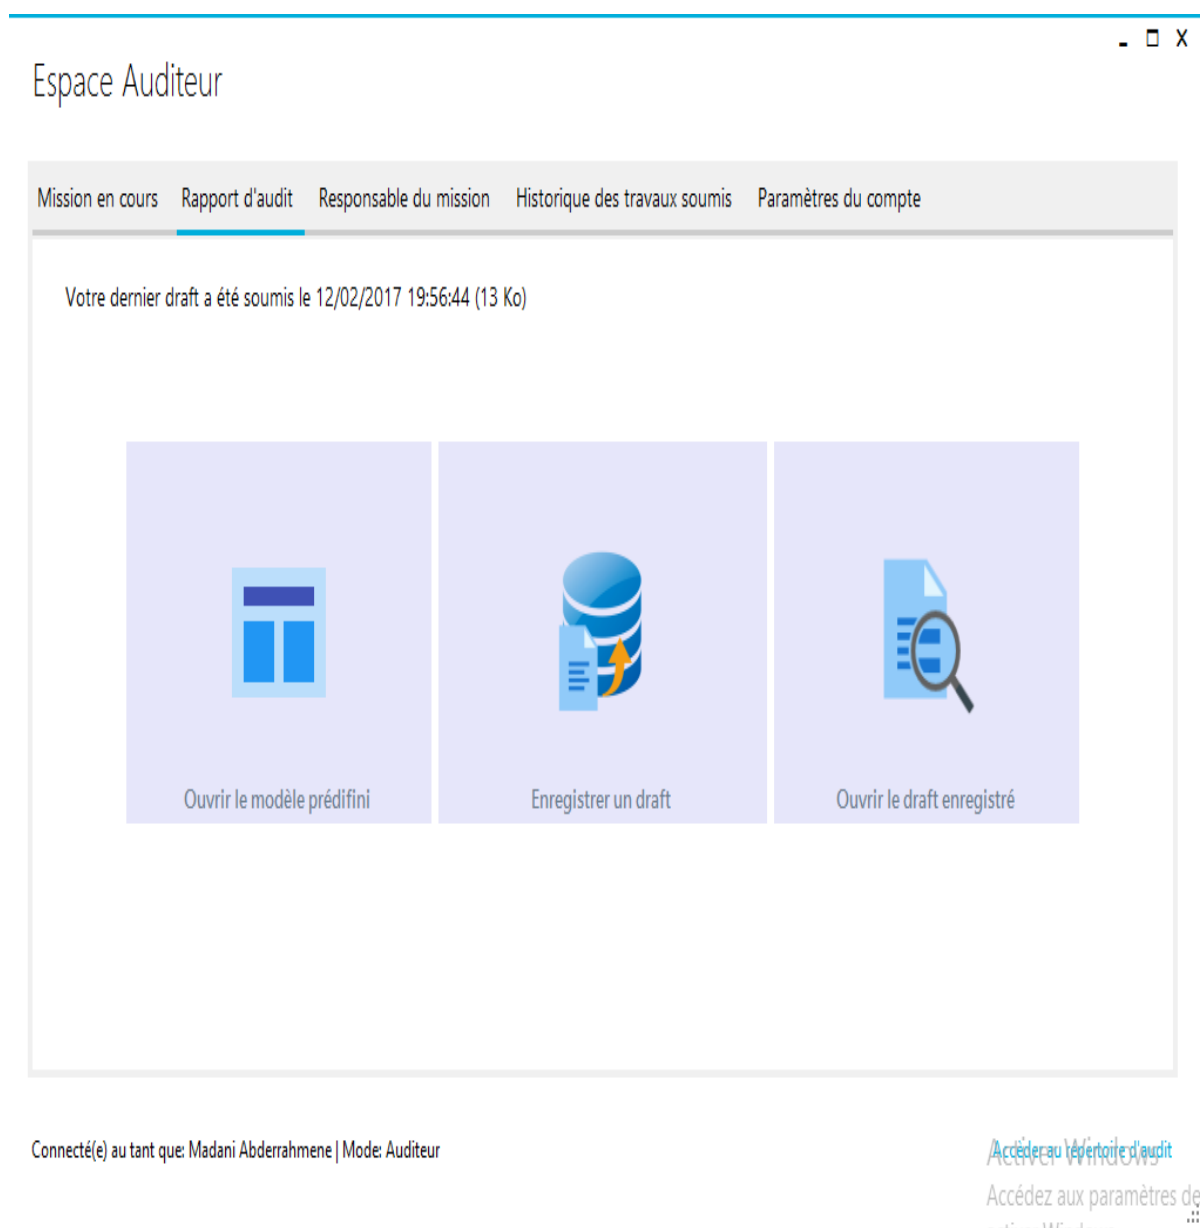 Espace Auditeur
Mission en cours Rapport d'audit Responsable du mission Historique des travaux soumis Paramètres du compte
Votre dernier draft a été soumis le 12/02/2017 19:56:44 (13 Ko)
Ouvrir le modèle prédifini Enregistrer un draft Ouvrir le draft enregistré
Connecté(e) au tant que: Madani Abderrahmene | Mode: Auditeur
Accéder au répertoire d'audit
Activer Windows
Accédez aux paramètres de